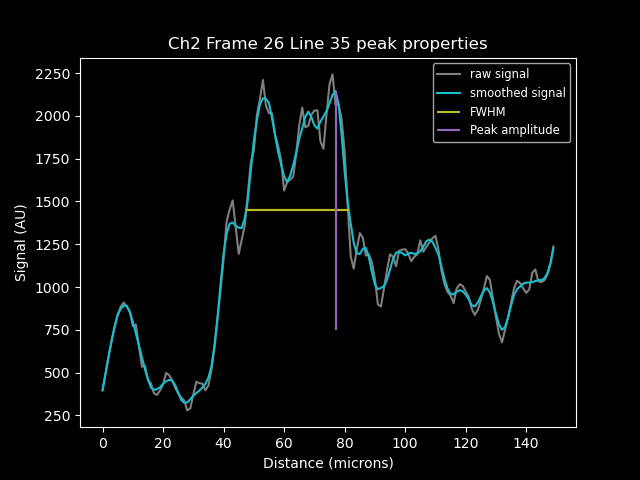 Ch2 Frame 26 Line 35 peak properties
raw signal
smoothed signal
FWHM
Peak amplitude
Signal (AU)
2250
2000
1750
1500
1250
1000
750
500
250
0 20 40 60 80 100 120 140
Distance (microns)